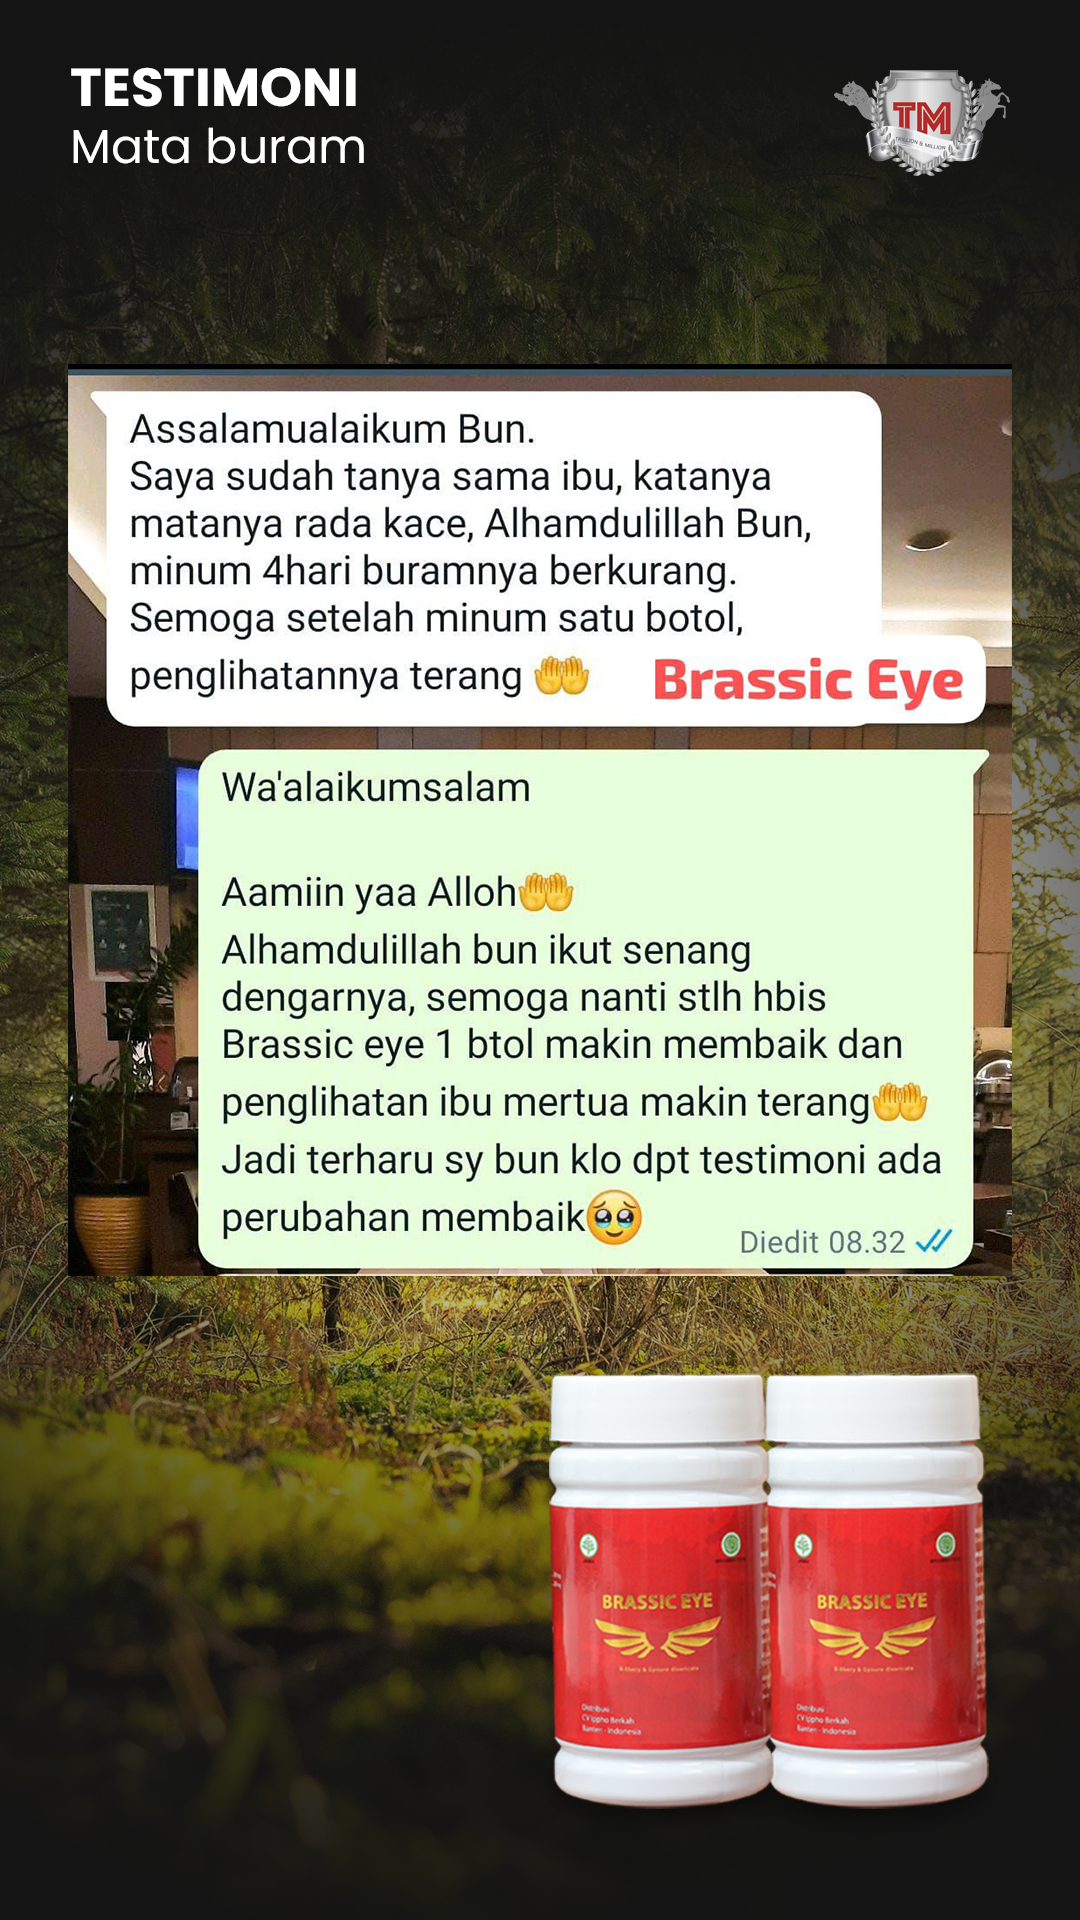 TESTIMONI
Mata buram
TM
TRILLION & MILLION
Assalamualaikum Bun.
Saya sudah tanya sama ibu, katanya
matanya rada kace, Alhamdulillah Bun,
minum 4hari buramnya berkurang.
Semoga setelah minum satu botol,
penglihatannya terang 🤲
Brassic Eye
Wa'alaikumsalam
Aamiin yaa Alloh🤲
Alhamdulillah bun ikut senang
dengarnya, semoga nanti stlh hbis
Brassic eye 1 btol makin membaik dan
penglihatan ibu mertua makin terang🤲
Jadi terharu sy bun klo dpt testimoni ada
perubahan membaik🥹
Diedit 08.32
BRASSIC EYE
Distribusi :
CV Ippho Berkah
Banten - Indonesia
BRASSIC EYE
Distribusi :
CV Ippho Berkah
Banten - Indonesia